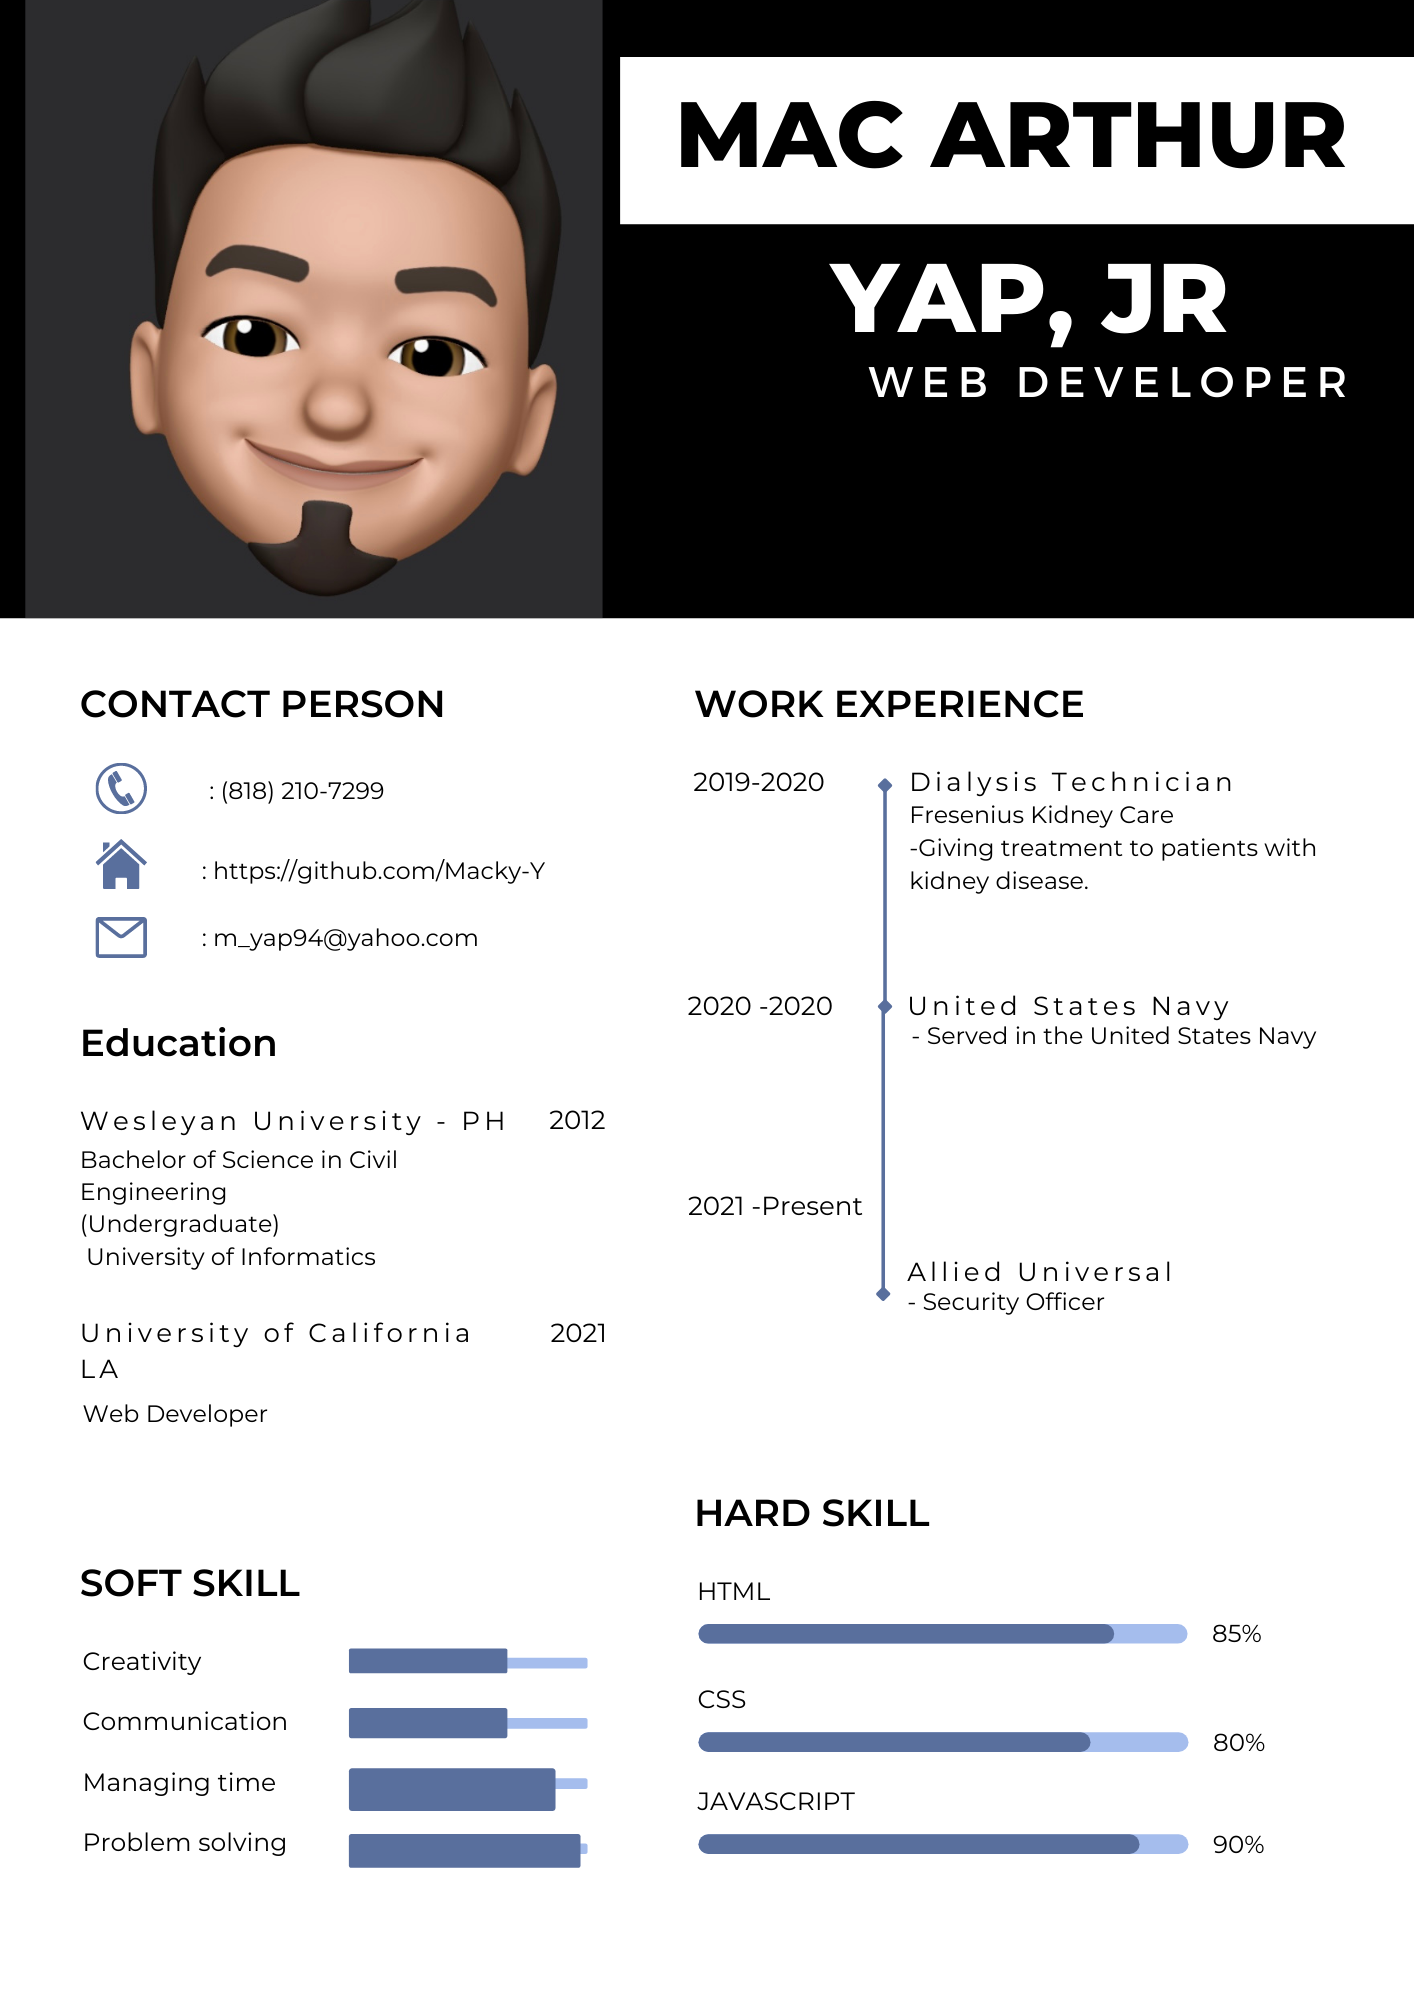 MAC ARTHUR
YAP, JR
WEB DEVELOPER
CONTACT PERSON
: (818) 210-7299
: https://github.com/Macky-Y
: m_yap94@yahoo.com
Education
Wesleyan University - PH 2012
Bachelor of Science in Civil
Engineering
(Undergraduate)
University of Informatics
University of California 2021
LA
Web Developer
SOFT SKILL
Creativity
Communication
Managing time
Problem solving
WORK EXPERIENCE
2019-2020 Dialysis Technician
Fresenius Kidney Care
-Giving treatment to patients with
kidney disease.
2020 -2020 United States Navy
- Served in the United States Navy
2021 -Present
Allied Universal
- Security Officer
HARD SKILL
HTML
85%
CSS
80%
JAVASCRIPT
90%